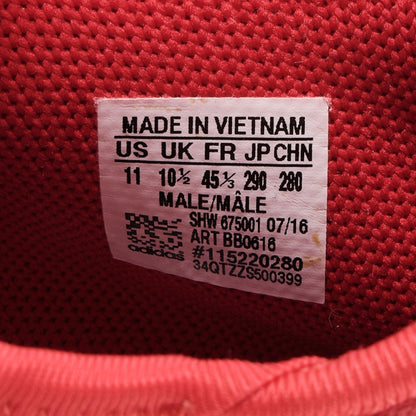 MADE IN VIETNAM
US UK FR JP CHN
11 10½ 45⅓ 290 280
MALE/MÂLE
SHW 675001 07/16
ART BB0616
#115220280
adidas 34QTZZS500399